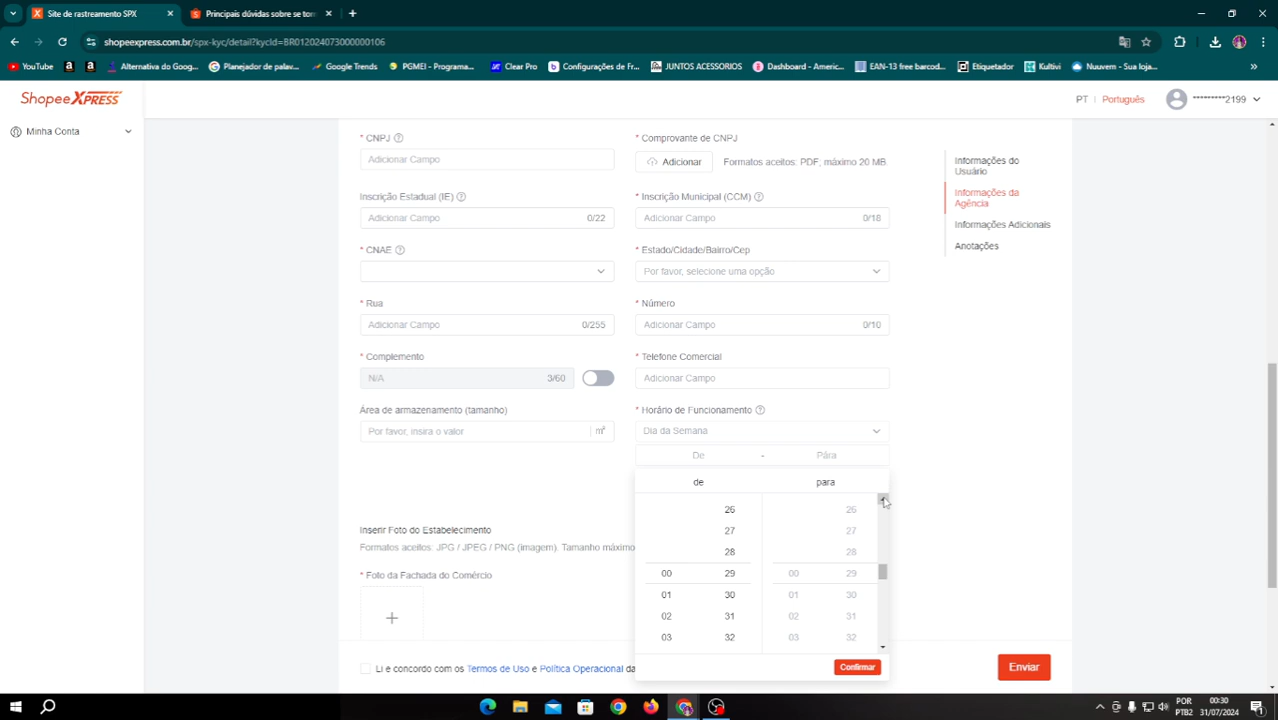 Site de rastreamento SPX
Principais dúvidas sobre se torn
shopeexpress.com.br/spx-kyc/detail?kycId=BR012024073000000106
YouTube
Alternativa do Goog...
Planejador de palav...
Google Trends
PGMEI - Programa...
Clear Pro
Configurações de Fr...
JUNTOS ACESSORIOS
Dashboard - Americ...
EAN-13 free barcod...
Etiquetador
Kultivi
Nuuvem - Sua loja...
»
Shopee XPRESS
PT | Português
*********2199
Minha Conta
* CNPJ
Adicionar Campo
* Comprovante de CNPJ
Adicionar
Formatos aceitos: PDF; máximo 20 MB
Informações do
Usuário
Informações da
Agência
Informações Adicionais
Anotações
Inscrição Estadual (IE)
Adicionar Campo 0/22
* Inscrição Municipal (CCM)
Adicionar Campo 0/18
* CNAE
* Estado/Cidade/Bairro/Cep
Por favor, selecione uma opção
* Rua
Adicionar Campo 0/255
* Número
Adicionar Campo 0/10
* Complemento
N/A 3/60
* Telefone Comercial
Adicionar Campo
Área de armazenamento (tamanho)
Por favor, insira o valor m²
* Horário de Funcionamento
Dia da Semana
De - Pára
de para
26 26
27 27
28 28
00 29 00 29
01 30 01 30
02 31 02 31
03 32 03 32
Confirmar
Inserir Foto do Estabelecimento
Formatos aceitos: JPG / JPEG / PNG (imagem). Tamanho máximo
* Foto da Fachada do Comércio
+
Li e concordo com os Termos de Uso e Política Operacional da
Enviar
POR
PTB2
00:30
31/07/2024